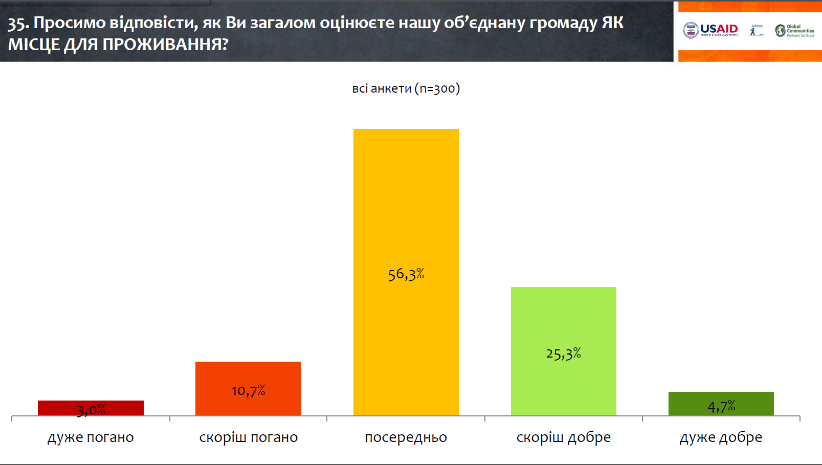 35. Просимо відповісти, як Ви загалом оцінюєте нашу об’єднану громаду ЯК
МІСЦЕ ДЛЯ ПРОЖИВАННЯ?
USAID
Global
Communities
всі анкети (n=300)
56,3%
25,3%
10,7%
4,7%
3,0%
дуже погано
скоріш погано
посередньо
скоріш добре
дуже добре